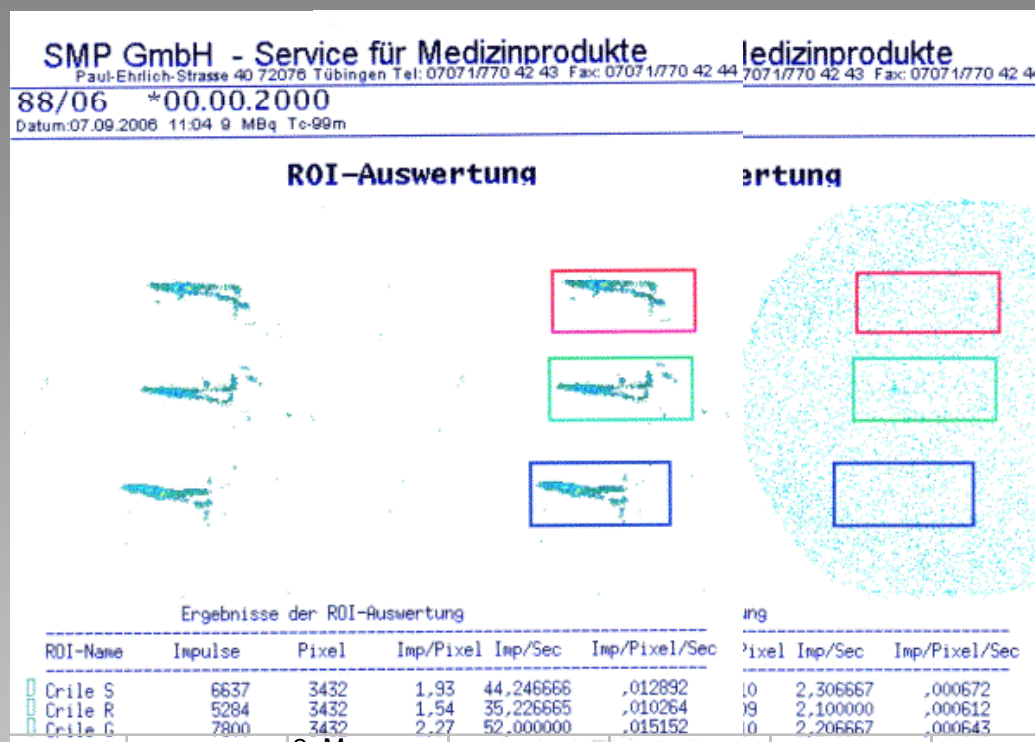 SMP GmbH - Service für Medizinprodukte
Paul-Ehrlich-Strasse 40 72076 Tübingen Tel: 07071/770 42 43 Fax: 07071/770 42 44
88/06 *00.00.2000
Datum:07.09.2006 11:04 9 MBq Tc-99m
ROI-Auswertung
Ergebnisse der ROI-Auswertung
ROI-Name Impulse Pixel Imp/Pixel Imp/Sec Imp/Pixel/Sec
Crile S 6637 3432 1,93 44,246666 ,012892
Crile R 5284 3432 1,54 35,226665 ,010264
Crile G 7800 3432 2,27 52,000000 ,015152
ledizinprodukte
7071/770 42 43 Fax: 07071/770 42 4
ertung
ung
Pixel Imp/Sec Imp/Pixel/Sec
10 2,306667 ,000672
09 2,100000 ,000612
10 2,206667 ,000643